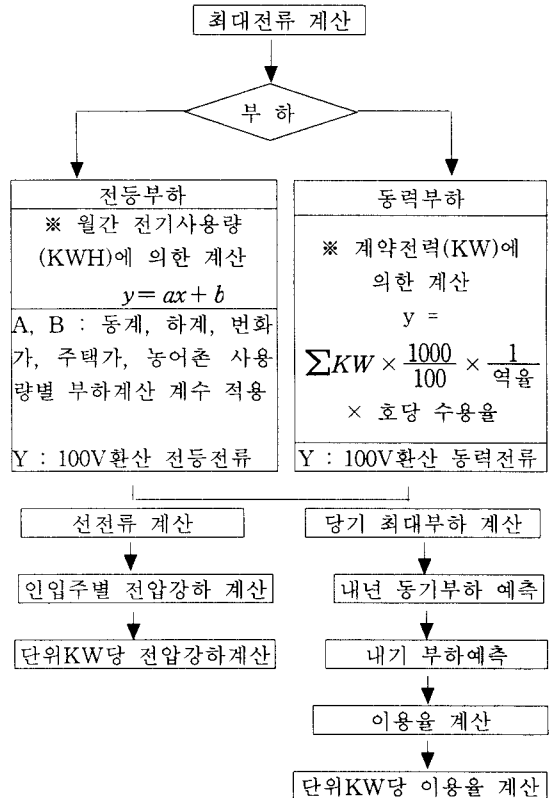 최대전류 계산
부 하
전등부하
※ 월간 전기사용량
(KWH)에 의한 계산
y = ax + b
A, B : 동계, 하계, 번화
가, 주택가, 농어촌 사용
량별 부하계산 계수 적용
Y : 100V환산 전등전류
동력부하
※ 계약전력(KW)에
의한 계산
y =
∑KW × 1000/100 × 1/역율
× 호당 수용율
Y : 100V환산 동력전류
선전류 계산
인입주별 전압강하 계산
단위KW당 전압강하계산
당기 최대부하 계산
내년 동기부하 예측
내기 부하예측
이용율 계산
단위KW당 이용율 계산